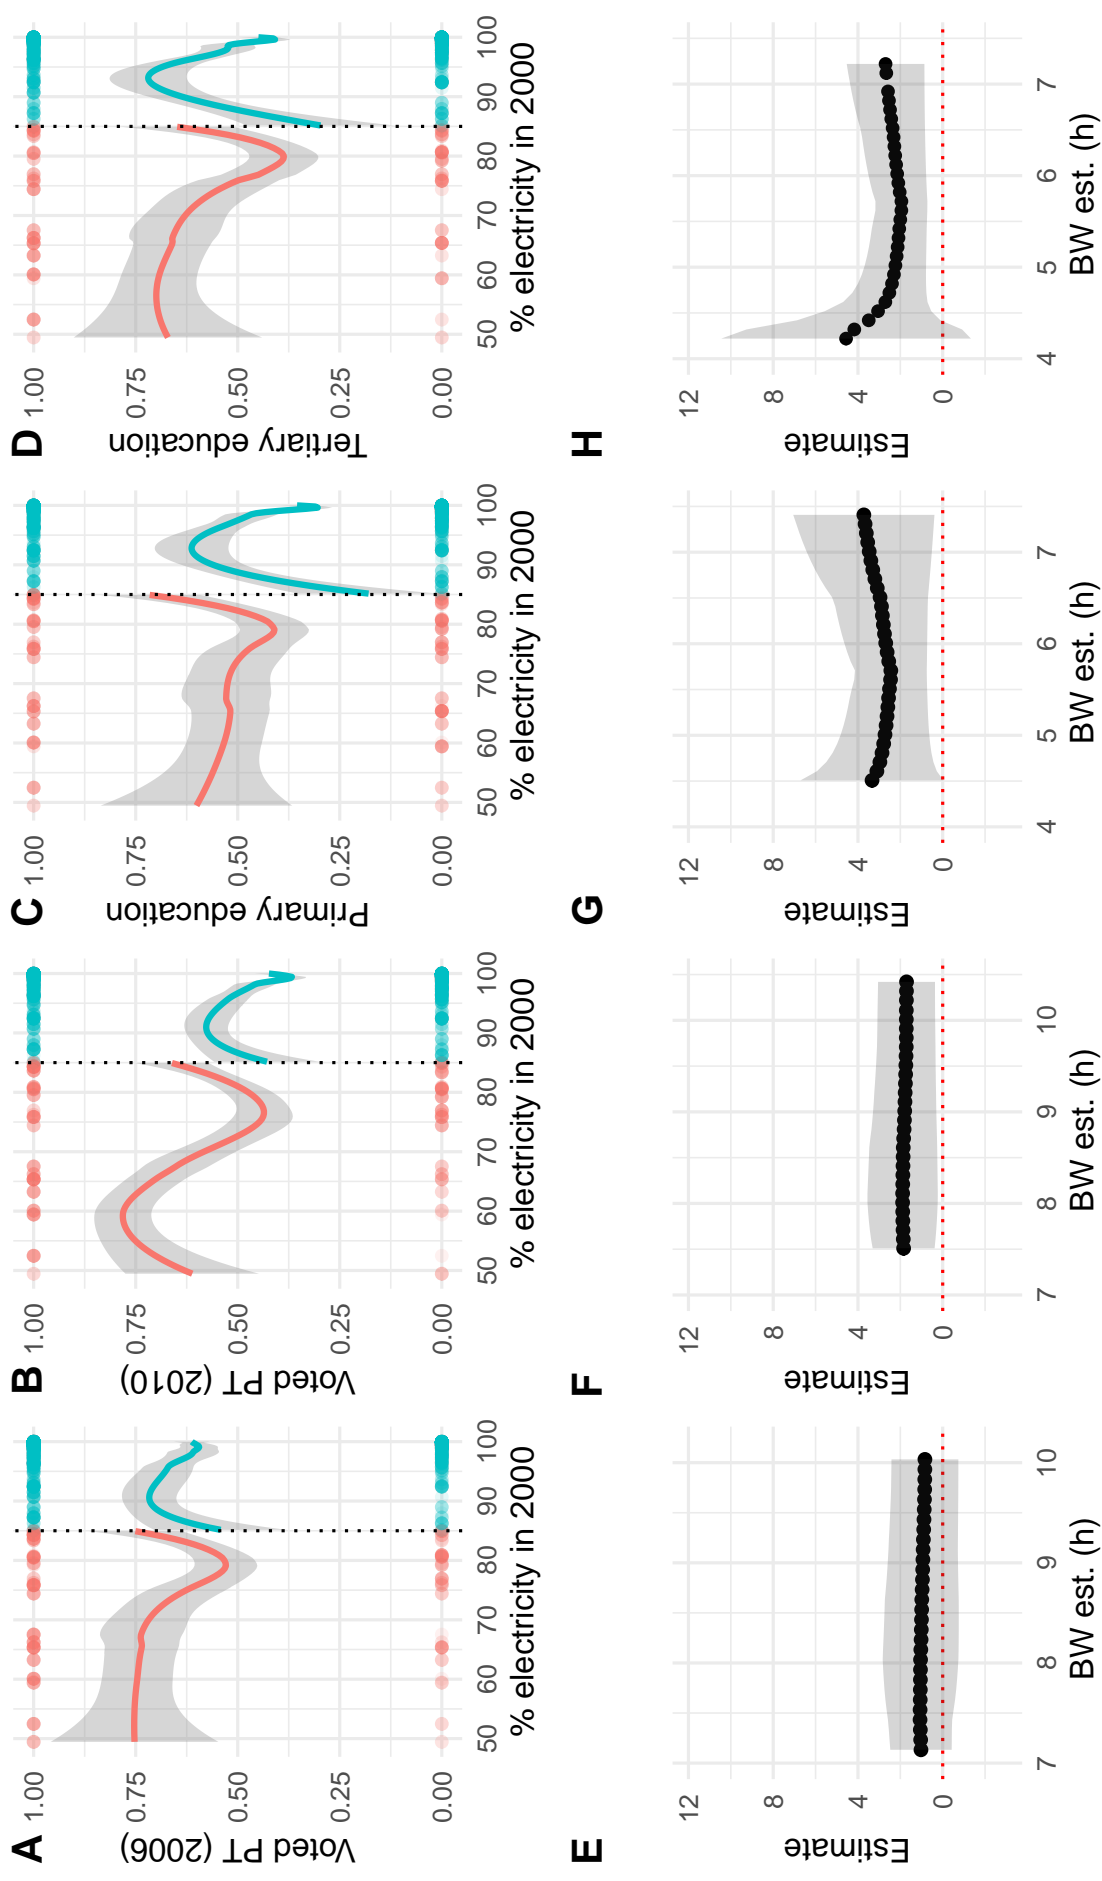 A
Voted PT (2006)
1.00
0.75
0.50
0.25
0.00
50 60 70 80 90 100
% electricity in 2000
B
Voted PT (2010)
1.00
0.75
0.50
0.25
0.00
50 60 70 80 90 100
% electricity in 2000
C
Primary education
1.00
0.75
0.50
0.25
0.00
50 60 70 80 90 100
% electricity in 2000
D
Tertiary education
1.00
0.75
0.50
0.25
0.00
50 60 70 80 90 100
% electricity in 2000
E
Estimate
12
8
4
0
7 8 9 10
BW est. (h)
F
Estimate
12
8
4
0
7 8 9 10
BW est. (h)
G
Estimate
12
8
4
0
4 5 6 7
BW est. (h)
H
Estimate
12
8
4
0
4 5 6 7
BW est. (h)